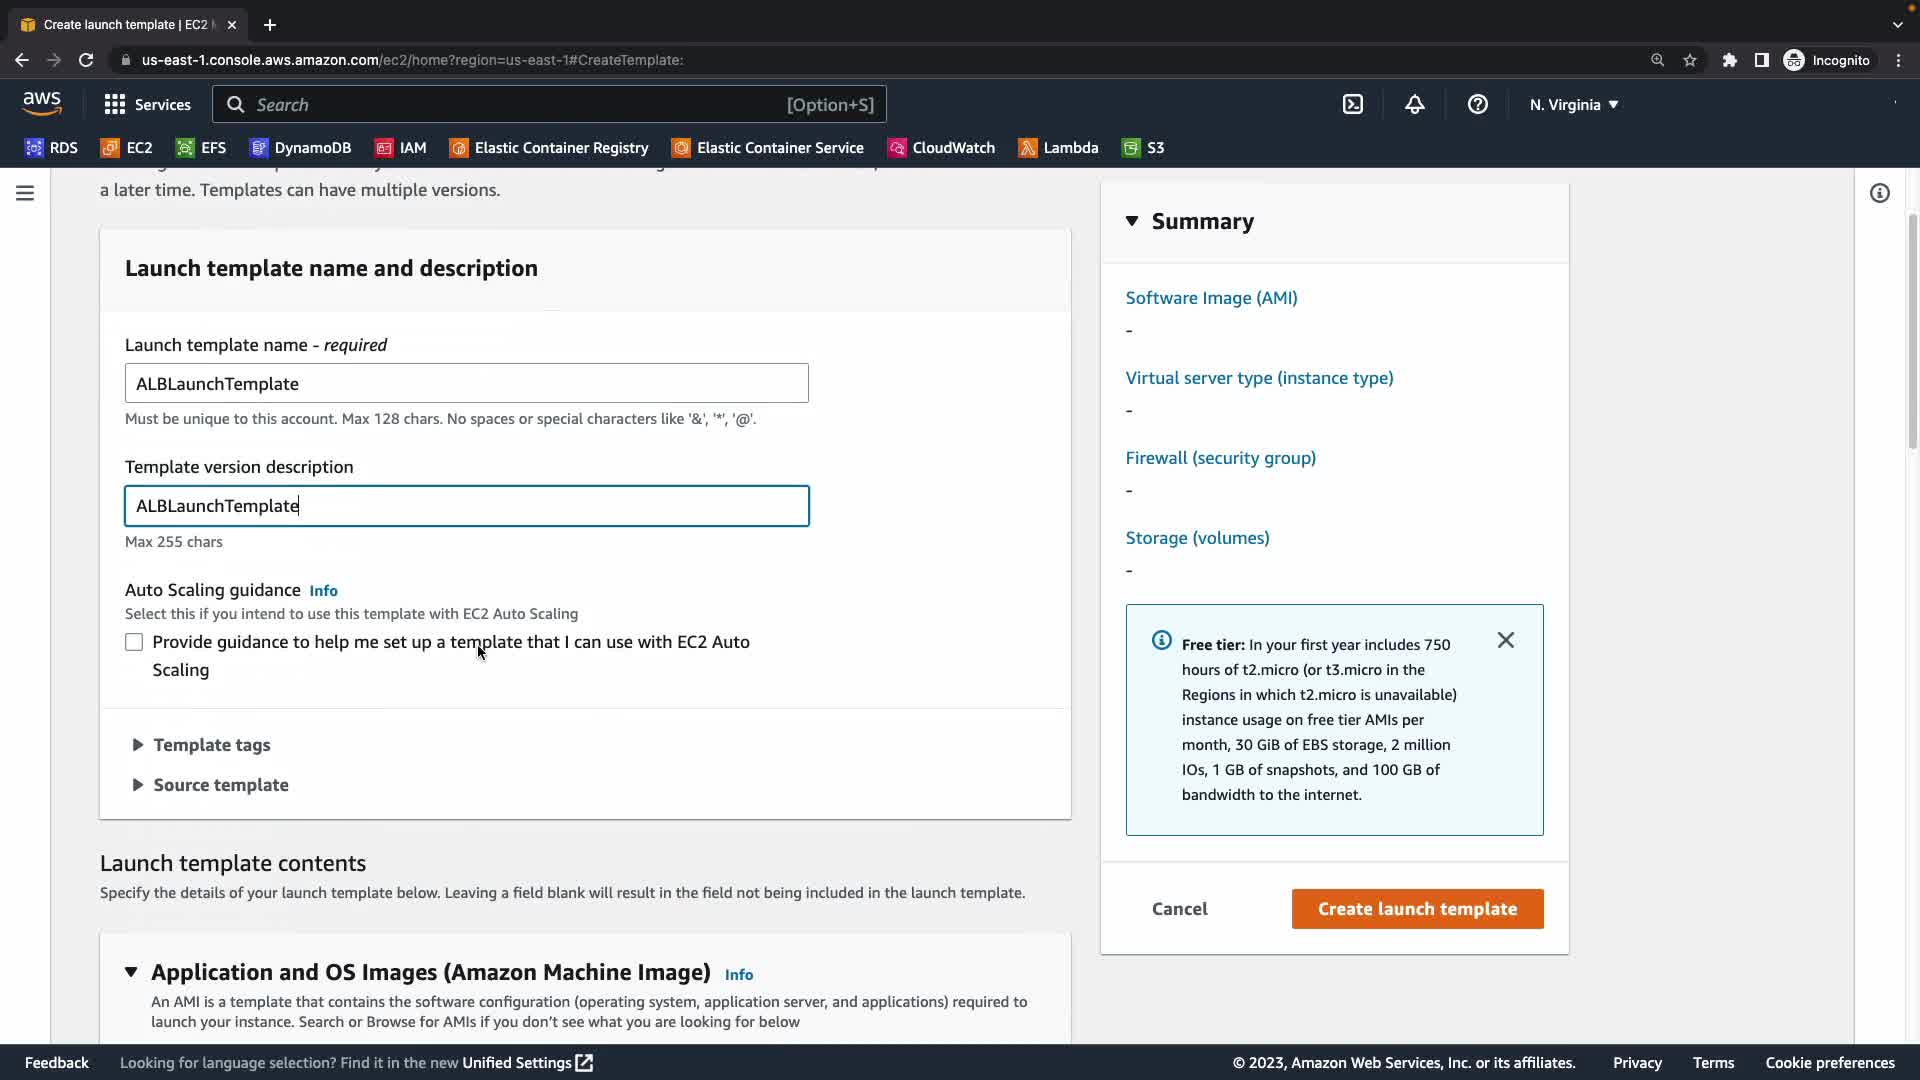 Create launch template | EC2
us-east-1.console.aws.amazon.com/ec2/home?region=us-east-1#CreateTemplate:
Incognito
aws
Services
Search
[Option+S]
N. Virginia
RDS
EC2
EFS
DynamoDB
IAM
Elastic Container Registry
Elastic Container Service
CloudWatch
Lambda
S3
a later time. Templates can have multiple versions.
Launch template name and description
Launch template name - required
ALBLaunchTemplate
Must be unique to this account. Max 128 chars. No spaces or special characters like '&', '*', '@'.
Template version description
ALBLaunchTemplate
Max 255 chars
Auto Scaling guidance Info
Select this if you intend to use this template with EC2 Auto Scaling
Provide guidance to help me set up a template that I can use with EC2 Auto
Scaling
Template tags
Source template
Launch template contents
Specify the details of your launch template below. Leaving a field blank will result in the field not being included in the launch template.
Application and OS Images (Amazon Machine Image) Info
An AMI is a template that contains the software configuration (operating system, application server, and applications) required to
launch your instance. Search or Browse for AMIs if you don't see what you are looking for below
Summary
Software Image (AMI)
-
Virtual server type (instance type)
-
Firewall (security group)
-
Storage (volumes)
-
Free tier: In your first year includes 750
hours of t2.micro (or t3.micro in the
Regions in which t2.micro is unavailable)
instance usage on free tier AMIs per
month, 30 GiB of EBS storage, 2 million
IOs, 1 GB of snapshots, and 100 GB of
bandwidth to the internet.
Cancel
Create launch template
Feedback
Looking for language selection? Find it in the new Unified Settings
© 2023, Amazon Web Services, Inc. or its affiliates.
Privacy
Terms
Cookie preferences